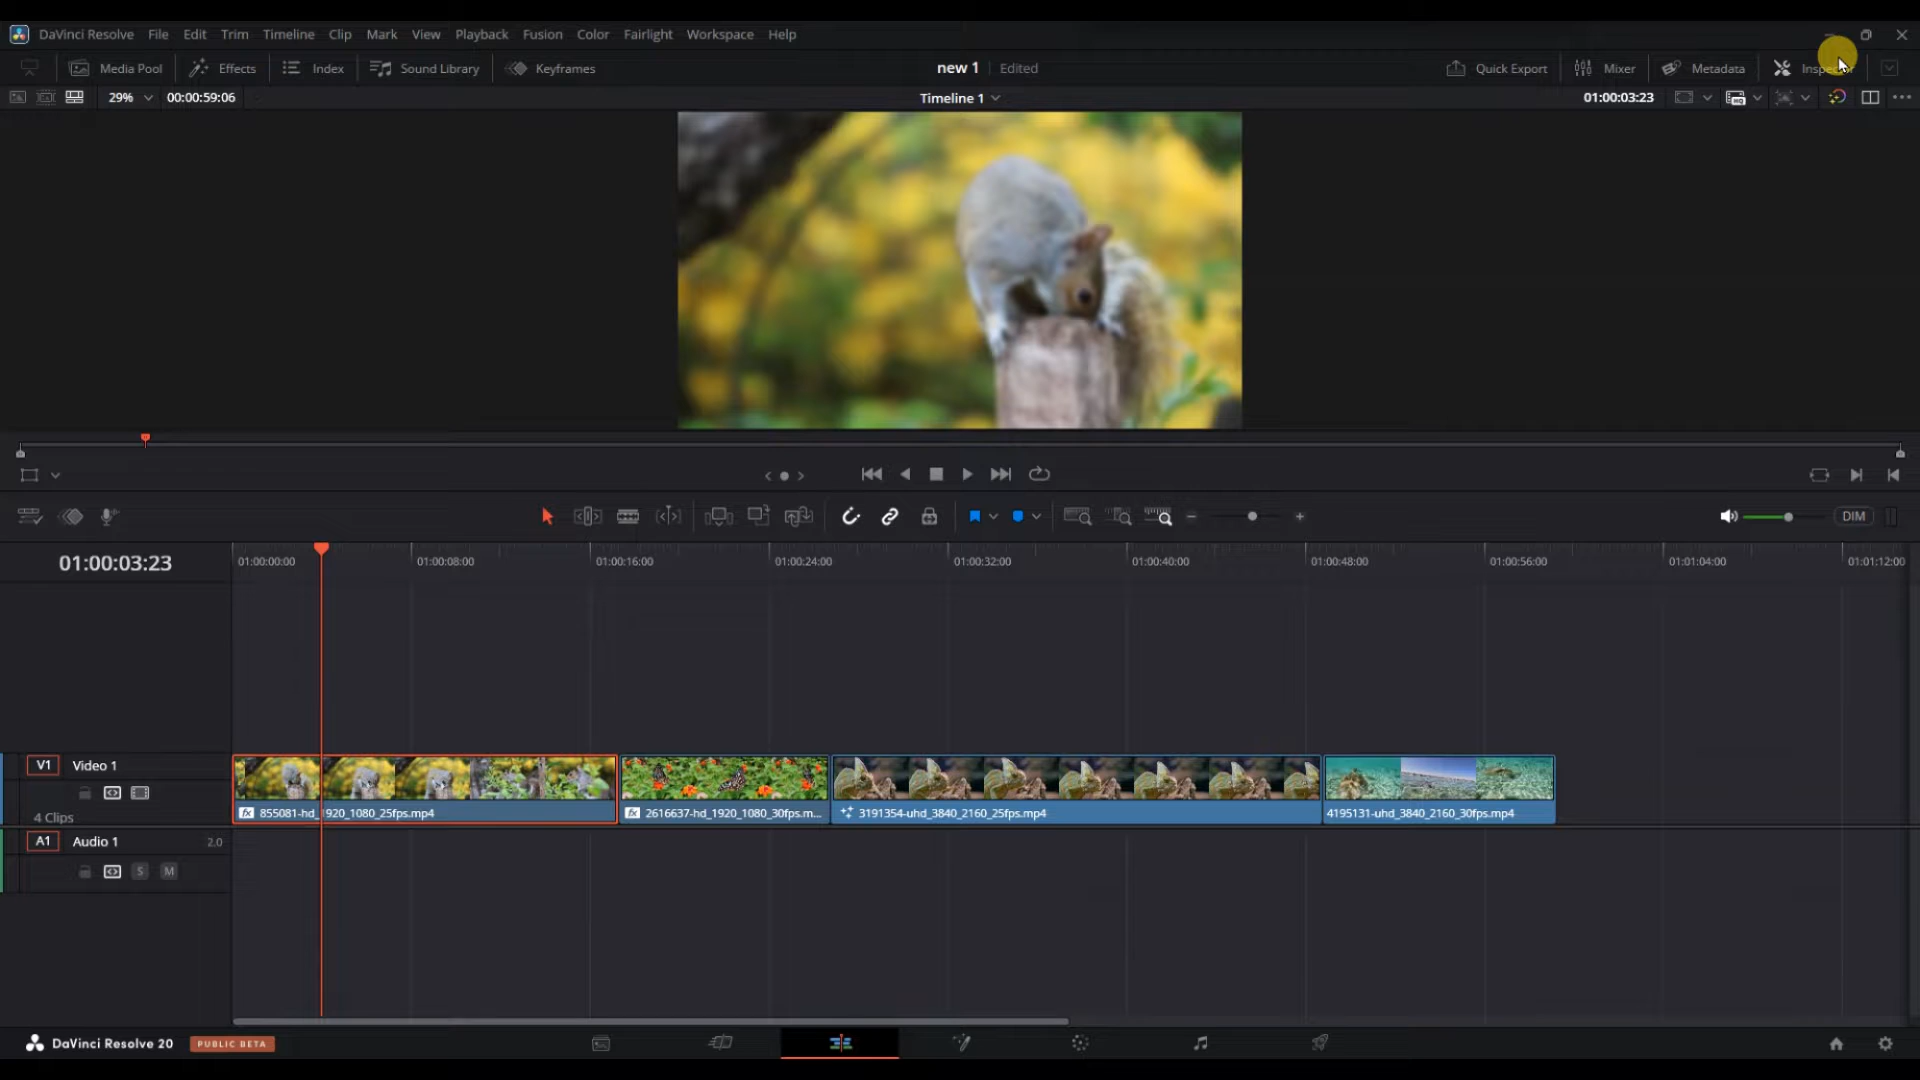 DaVinci Resolve File Edit Trim Timeline Clip Mark View Playback Fusion Color Fairlight Workspace Help
Media Pool Effects Index Sound Library Keyframes new 1 Edited Quick Export Mixer Metadata Inspector
29% 00:00:59:06 Timeline 1 01:00:03:23
DIM
01:00:03:23 01:00:00:00 01:00:08:00 01:00:16:00 01:00:24:00 01:00:32:00 01:00:40:00 01:00:48:00 01:00:56:00 01:01:04:00 01:01:12:00
V1 Video 1
4 Clips 855081-hd_1920_1080_25fps.mp4 2616637-hd_1920_1080_30fps.m... 3191354-uhd_3840_2160_25fps.mp4 4195131-uhd_3840_2160_30fps.mp4
A1 Audio 1 2.0
S M
DaVinci Resolve 20 PUBLIC BETA